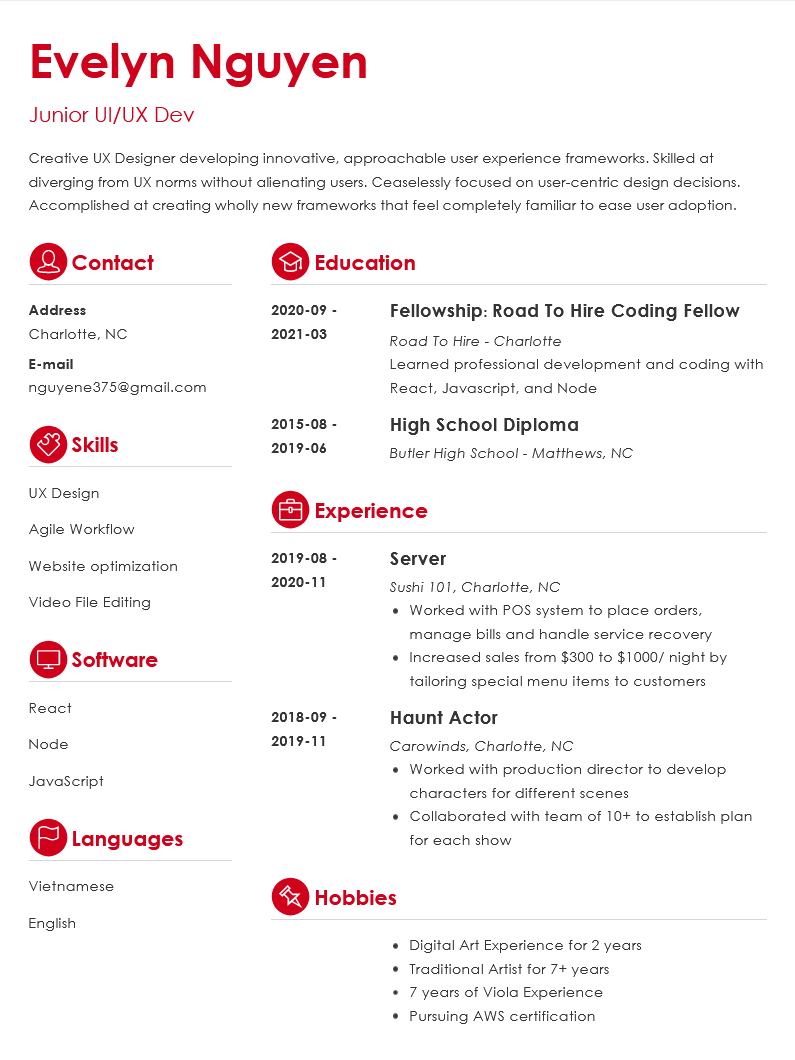 Evelyn Nguyen
Junior UI/UX Dev
Creative UX Designer developing innovative, approachable user experience frameworks. Skilled at
diverging from UX norms without alienating users. Ceaselessly focused on user-centric design decisions.
Accomplished at creating wholly new frameworks that feel completely familiar to ease user adoption.
Contact
Address
Charlotte, NC
E-mail
nguyene375@gmail.com
Skills
UX Design
Agile Workflow
Website optimization
Video File Editing
Software
React
Node
JavaScript
Languages
Vietnamese
English
Education
2020-09 -
2021-03
Fellowship: Road To Hire Coding Fellow
Road To Hire - Charlotte
Learned professional development and coding with
React, Javascript, and Node
2015-08 -
2019-06
High School Diploma
Butler High School - Matthews, NC
Experience
2019-08 -
2020-11
Server
Sushi 101, Charlotte, NC
• Worked with POS system to place orders,
manage bills and handle service recovery
• Increased sales from $300 to $1000/ night by
tailoring special menu items to customers
2018-09 -
2019-11
Haunt Actor
Carowinds, Charlotte, NC
• Worked with production director to develop
characters for different scenes
• Collaborated with team of 10+ to establish plan
for each show
Hobbies
• Digital Art Experience for 2 years
• Traditional Artist for 7+ years
• 7 years of Viola Experience
• Pursuing AWS certification